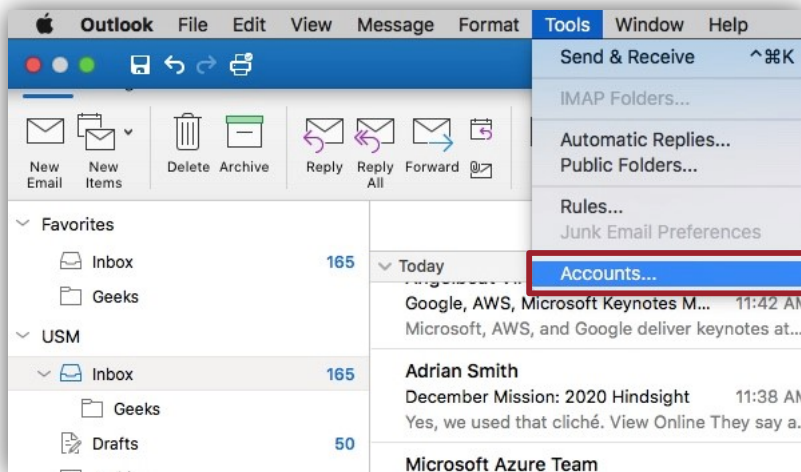 Outlook File Edit View Message Format Tools Window Help
Send & Receive ^⌘K
IMAP Folders...
Automatic Replies...
Public Folders...
Rules...
Junk Email Preferences
Accounts...
New Email
New Items
Delete
Archive
Reply
Reply All
Forward
Favorites
Inbox 165
Geeks
USM
Inbox 165
Geeks
Drafts 50
Today
Google, AWS, Microsoft Keynotes M... 11:42 AM
Microsoft, AWS, and Google deliver keynotes at...
Adrian Smith
December Mission: 2020 Hindsight 11:38 AM
Yes, we used that cliché. View Online They say a...
Microsoft Azure Team